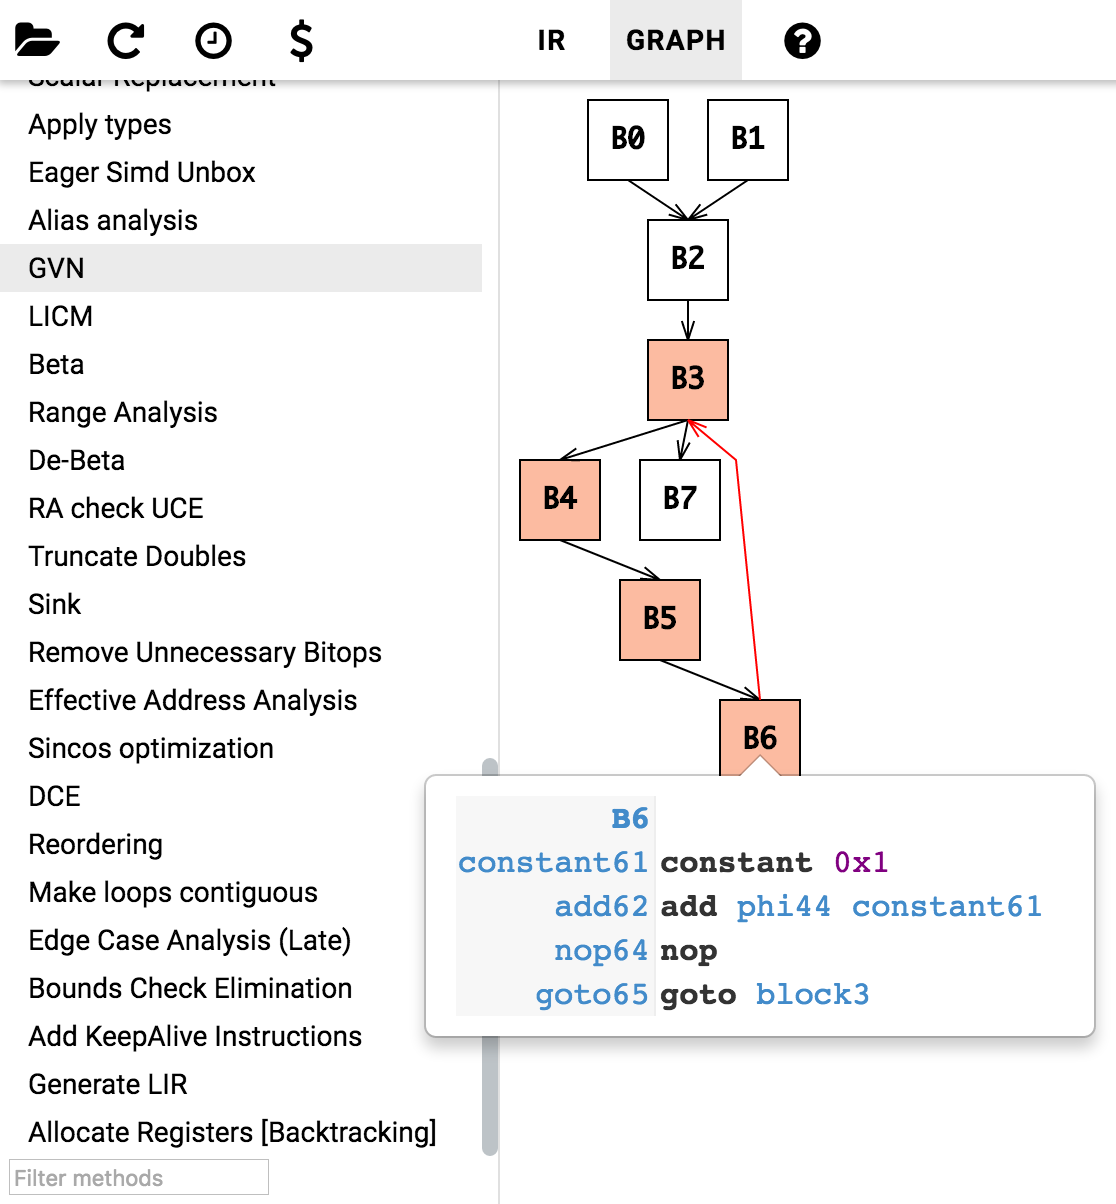 IR GRAPH
Scalar Replacement
Apply types
Eager Simd Unbox
Alias analysis
GVN
LICM
Beta
Range Analysis
De-Beta
RA check UCE
Truncate Doubles
Sink
Remove Unnecessary Bitops
Effective Address Analysis
Sincos optimization
DCE
Reordering
Make loops contiguous
Edge Case Analysis (Late)
Bounds Check Elimination
Add KeepAlive Instructions
Generate LIR
Allocate Registers [Backtracking]
Filter methods
B0 B1
B2
B3
B4 B7
B5
B6
B6
constant61 constant 0x1
add62 add phi44 constant61
nop64 nop
goto65 goto block3